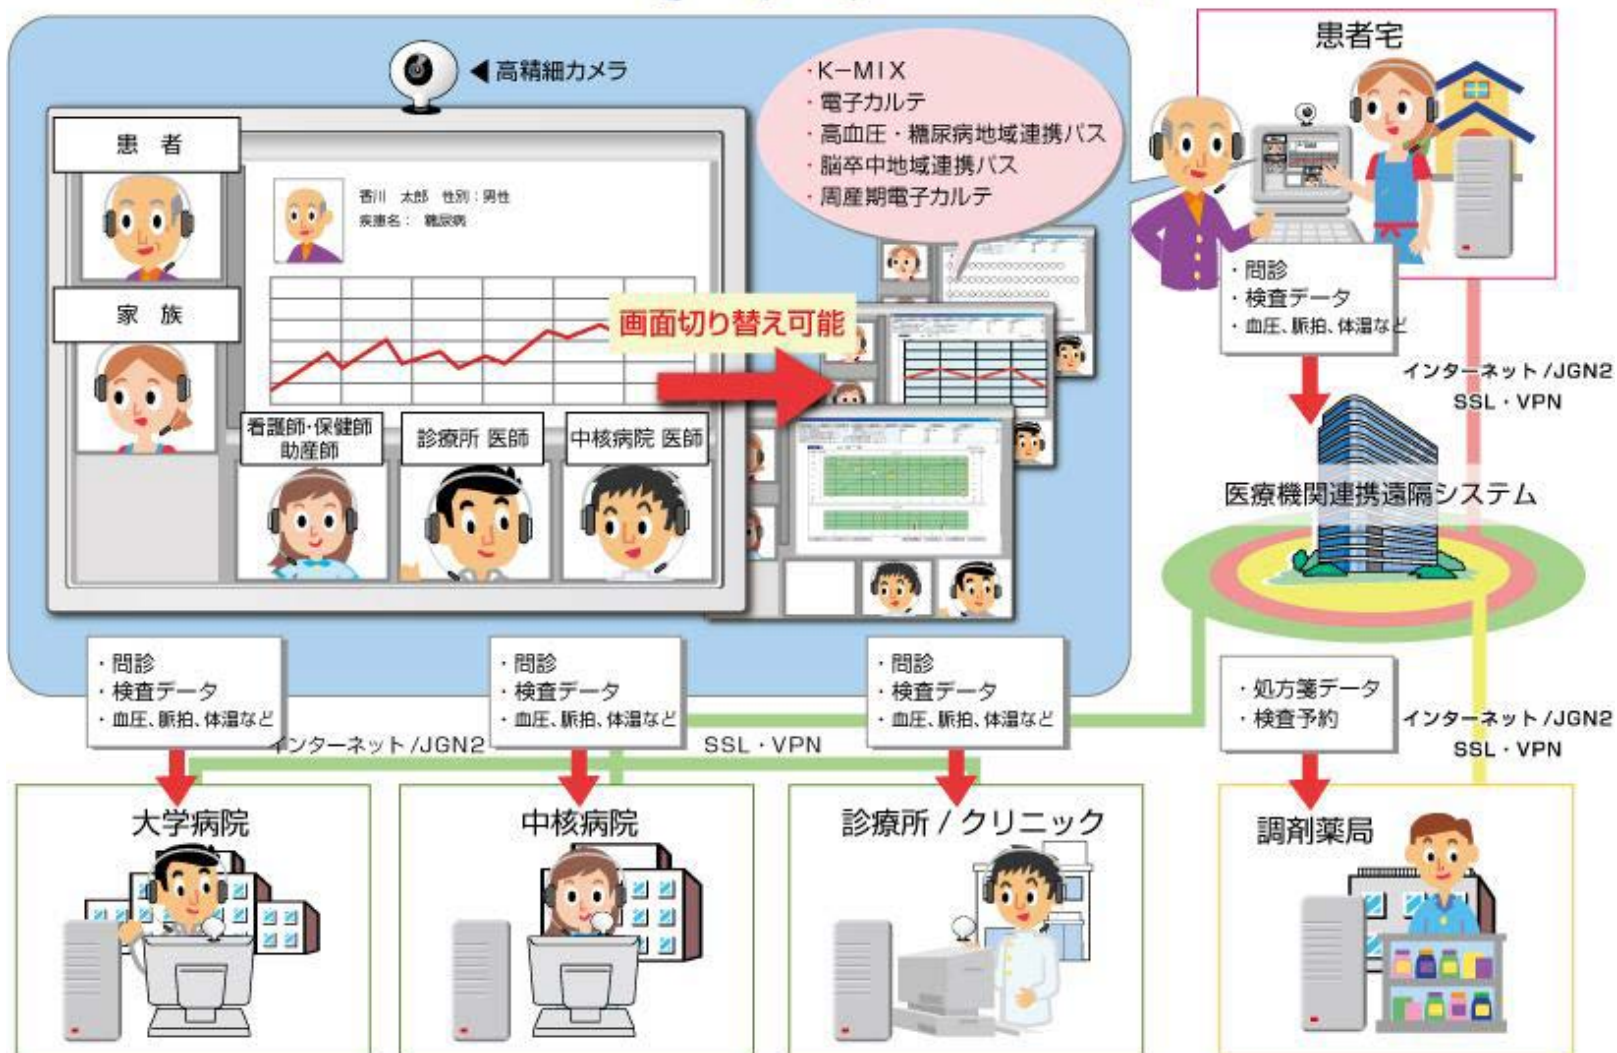 高精細カメラ
・K-MIX
・電子カルテ
・高血圧・糖尿病地域連携パス
・脳卒中地域連携パス
・周産期電子カルテ
患者宅
患 者
香川 太郎 性別：男性
疾患名： 糖尿病
家 族
画面切り替え可能
看護師・保健師
助産師
診療所 医師
中核病院 医師
・問診
・検査データ
・血圧、脈拍、体温など
インターネット/JGN2
SSL・VPN
医療機関連携遠隔システム
・問診
・検査データ
・血圧、脈拍、体温など
・問診
・検査データ
・血圧、脈拍、体温など
・問診
・検査データ
・血圧、脈拍、体温など
・処方箋データ
・検査予約
インターネット/JGN2
SSL・VPN
インターネット/JGN2
SSL・VPN
大学病院
中核病院
診療所 / クリニック
調剤薬局